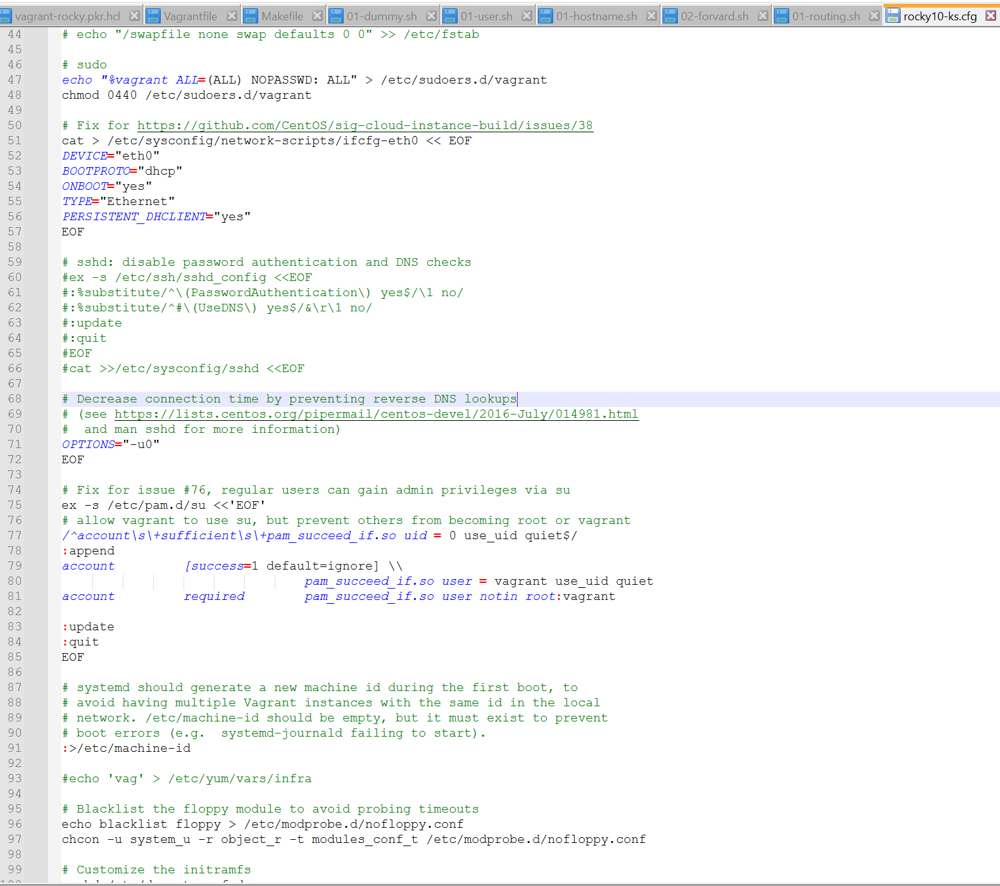 vagrant-rocky.pkr.hcl Vagrantfile Makefile 01-dummy.sh 01-user.sh 01-hostname.sh 02-forvard.sh 01-routing.sh rocky10-ks.cfg
44 # echo "/swapfile none swap defaults 0 0" >> /etc/fstab
45
46 # sudo
47 echo "%vagrant ALL=(ALL) NOPASSWD: ALL" > /etc/sudoers.d/vagrant
48 chmod 0440 /etc/sudoers.d/vagrant
49
50 # Fix for https://github.com/CentOS/sig-cloud-instance-build/issues/38
51 cat > /etc/sysconfig/network-scripts/ifcfg-eth0 << EOF
52 DEVICE="eth0"
53 BOOTPROTO="dhcp"
54 ONBOOT="yes"
55 TYPE="Ethernet"
56 PERSISTENT_DHCLIENT="yes"
57 EOF
58
59 # sshd: disable password authentication and DNS checks
60 #ex -s /etc/ssh/sshd_config <<EOF
61 #:%substitute/^\(PasswordAuthentication\) yes$/\1 no/
62 #:%substitute/^#\(UseDNS\) yes$/&\r\1 no/
63 #:update
64 #:quit
65 #EOF
66 #cat >>/etc/sysconfig/sshd <<EOF
67
68 # Decrease connection time by preventing reverse DNS lookups
69 # (see https://lists.centos.org/pipermail/centos-devel/2016-July/014981.html
70 #  and man sshd for more information)
71 OPTIONS="-u0"
72 EOF
73
74 # Fix for issue #76, regular users can gain admin privileges via su
75 ex -s /etc/pam.d/su <<'EOF'
76 # allow vagrant to use su, but prevent others from becoming root or vagrant
77 /^account\s\+sufficient\s\+pam_succeed_if.so uid = 0 use_uid quiet$/
78 :append
79 account         [success=1 default=ignore] \\
80                                 pam_succeed_if.so user = vagrant use_uid quiet
81 account         required        pam_succeed_if.so user notin root:vagrant
82
83 :update
84 :quit
85 EOF
86
87 # systemd should generate a new machine id during the first boot, to
88 # avoid having multiple Vagrant instances with the same id in the local
89 # network. /etc/machine-id should be empty, but it must exist to prevent
90 # boot errors (e.g.  systemd-journald failing to start).
91 :>/etc/machine-id
92
93 #echo 'vag' > /etc/yum/vars/infra
94
95 # Blacklist the floppy module to avoid probing timeouts
96 echo blacklist floppy > /etc/modprobe.d/nofloppy.conf
97 chcon -u system_u -r object_r -t modules_conf_t /etc/modprobe.d/nofloppy.conf
98
99 # Customize the initramfs